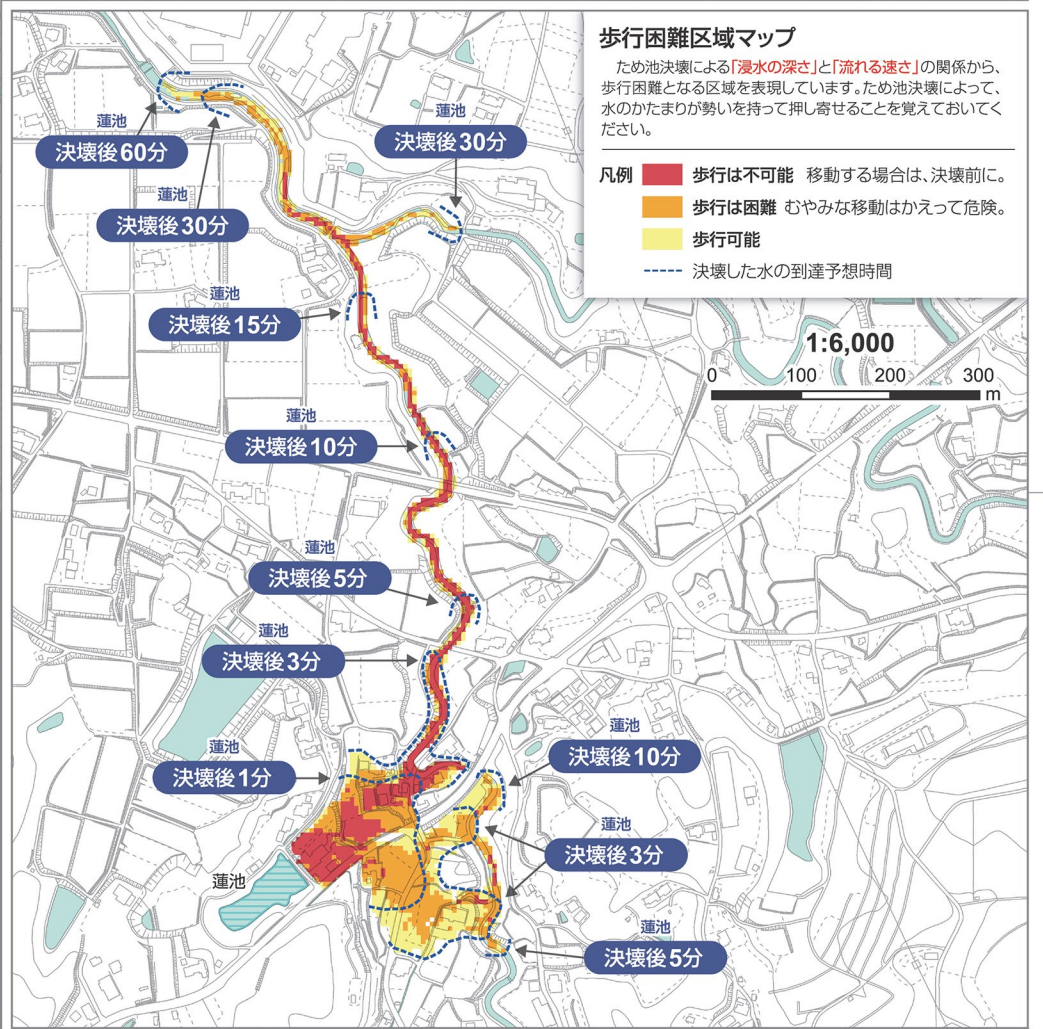 歩行困難区域マップ
ため池決壊による「浸水の深さ」と「流れる速さ」の関係から、
歩行困難となる区域を表現しています。ため池決壊によって、
水のかたまりが勢いを持って押し寄せることを覚えておいてく
ださい。
凡例
歩行は不可能 移動する場合は、決壊前に。
歩行は困難 むやみな移動はかえって危険。
歩行可能
決壊した水の到達予想時間
1:6,000
0 100 200 300
m
蓮池
決壊後60分
蓮池
決壊後30分
蓮池
決壊後30分
蓮池
決壊後15分
蓮池
決壊後10分
蓮池
決壊後5分
蓮池
決壊後3分
蓮池
決壊後1分
蓮池
決壊後10分
蓮池
決壊後3分
蓮池
蓮池
決壊後5分